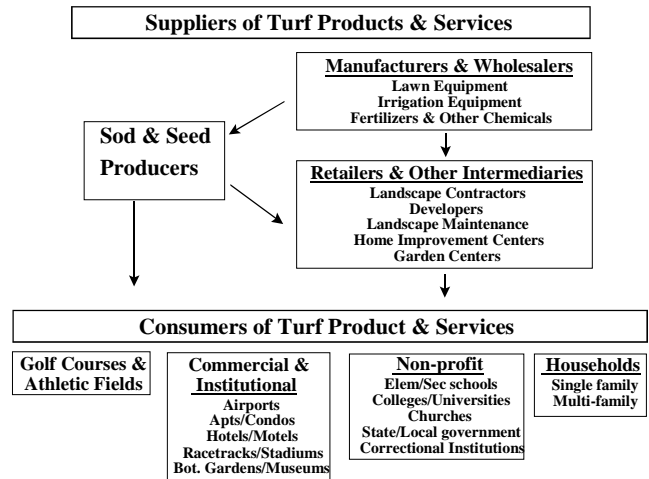 Suppliers of Turf Products & Services
Manufacturers & Wholesalers
Lawn Equipment
Irrigation Equipment
Fertilizers & Other Chemicals
Sod & Seed
Producers
Retailers & Other Intermediaries
Landscape Contractors
Developers
Landscape Maintenance
Home Improvement Centers
Garden Centers
Consumers of Turf Product & Services
Golf Courses &
Athletic Fields
Commercial &
Institutional
Airports
Apts/Condos
Hotels/Motels
Racetracks/Stadiums
Bot. Gardens/Museums
Non-profit
Elem/Sec schools
Colleges/Universities
Churches
State/Local government
Correctional Institutions
Households
Single family
Multi-family